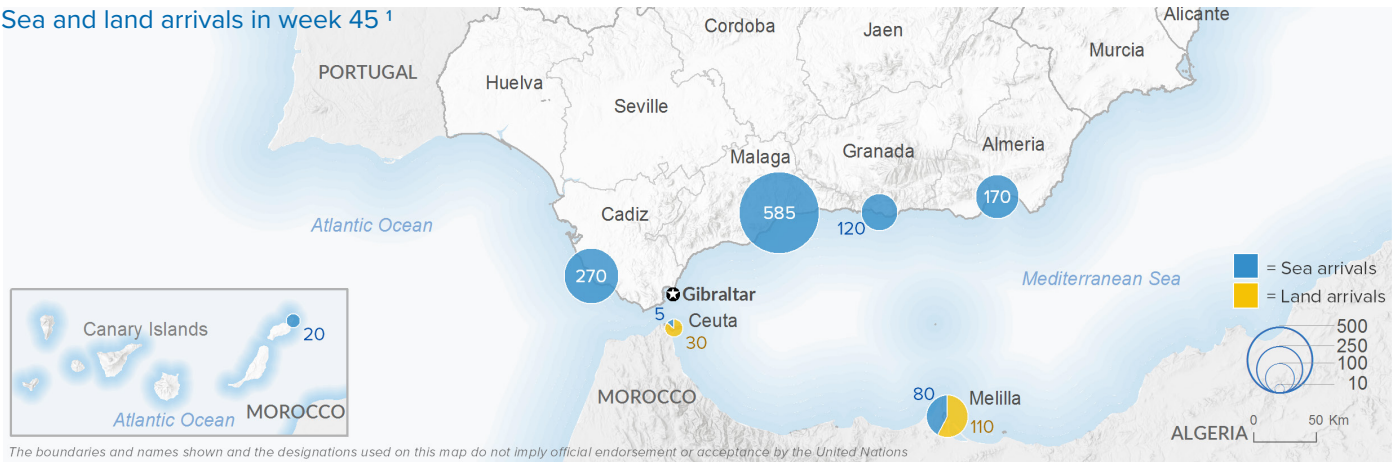 Sea and land arrivals in week 45 ¹
Alicante
Cordoba
Jaen
Murcia
PORTUGAL
Huelva
Seville
Almeria
Granada
Malaga
170
585
120
Cadiz
Atlantic Ocean
270
Mediterranean Sea
= Sea arrivals
= Land arrivals
Gibraltar
5
Ceuta
30
Canary Islands
20
500
250
100
10
MOROCCO
80
Melilla
110
Atlantic Ocean
MOROCCO
0 50 Km
ALGERIA
The boundaries and names shown and the designations used on this map do not imply official endorsement or acceptance by the United Nations